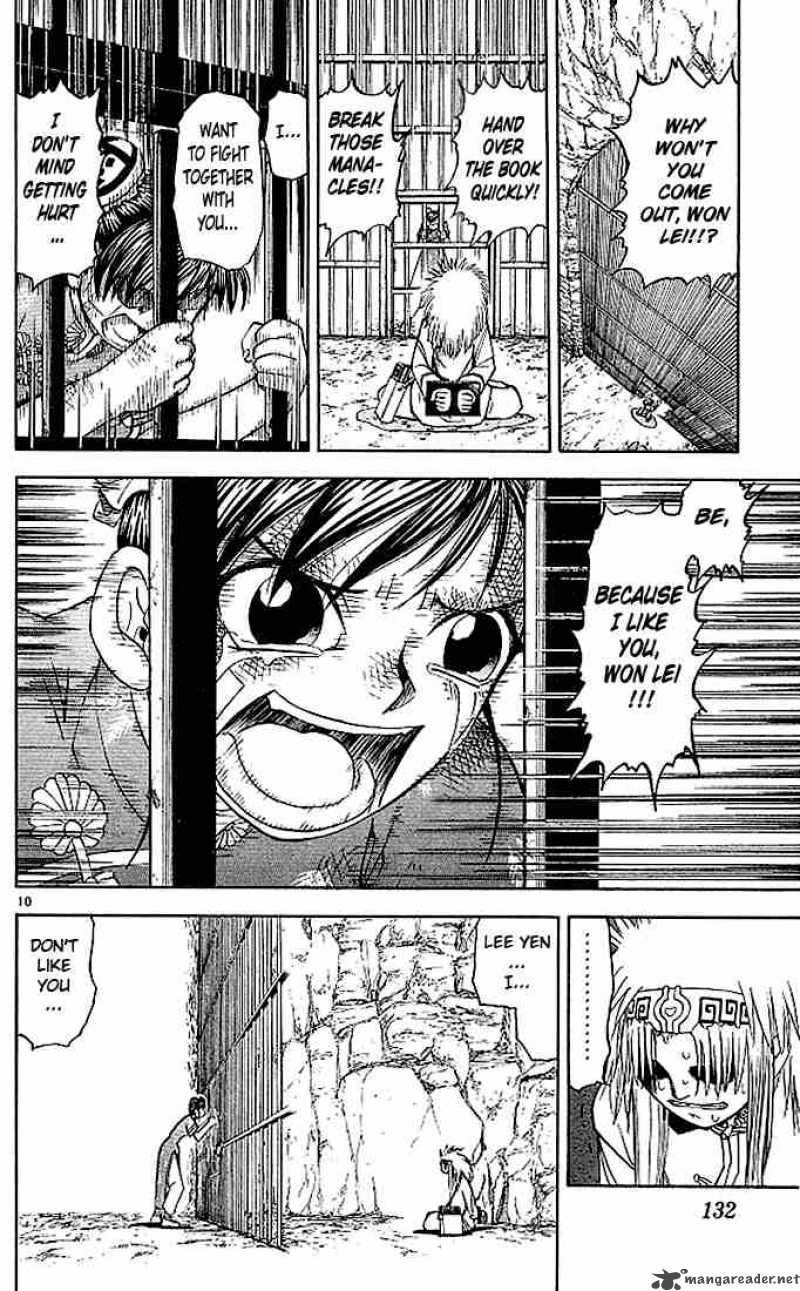 WHY
WON'T
YOU
COME
OUT, WON
LEI!!?
HAND
OVER
THE BOOK
QUICKLY!
BREAK
THOSE
MANA-
CLES!!
I...
WANT
TO FIGHT
TOGETHER
WITH
YOU...
I
DON'T
MIND
GETTING
HURT
...
BE,
BECAUSE
I LIKE
YOU,
WON LEI
!!!
10
.........
LEE YEN
...
I...
DON'T
LIKE
YOU
...
132
mangareader.net